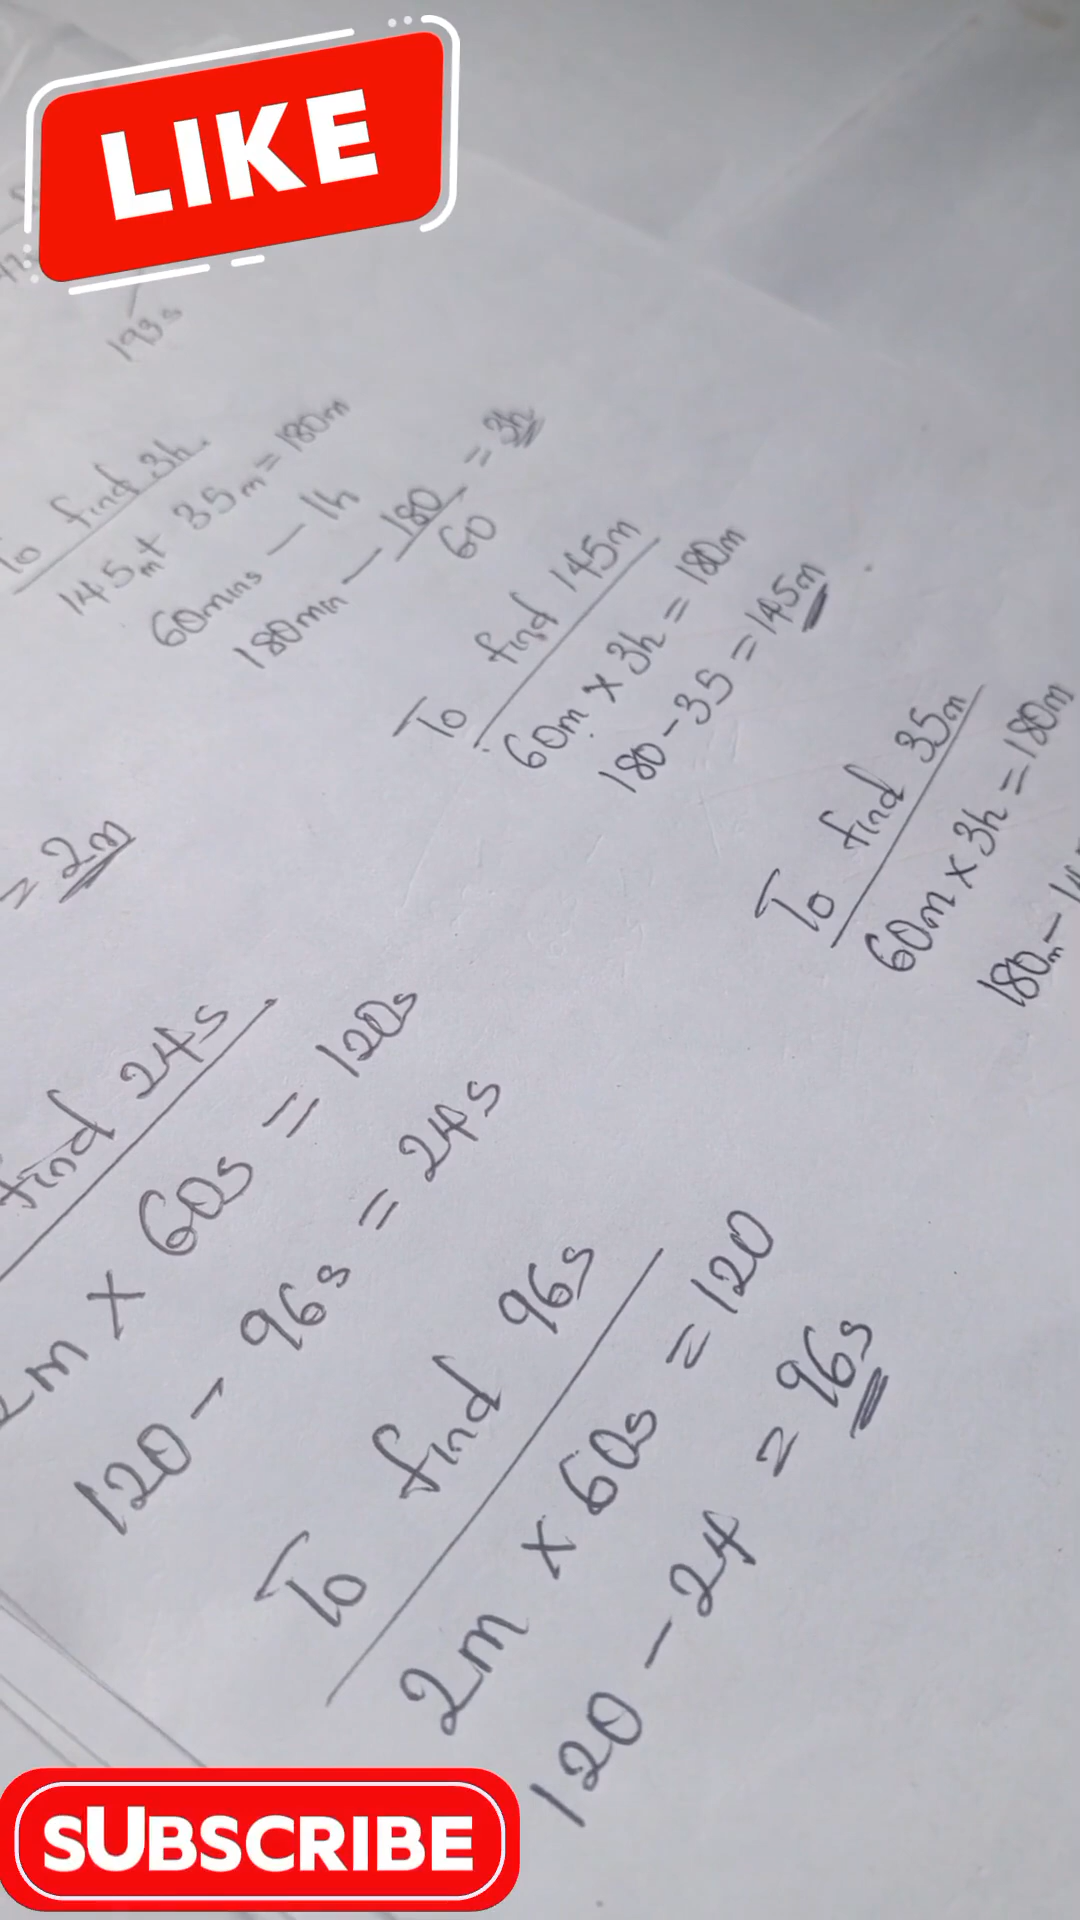 LIKE
193s
To find 3h.
145m + 35m = 180m
60mins — 1h
180min — 180/60 = 3h
To find 145m
60m × 3h = 180m
180 - 35 = 145m
To find 35m
60m × 3h = 180m
180m -
= 2m
find 24s
2m × 60s = 120s
120 - 96s = 24s
To find 96s
2m × 60s = 120
120 - 24 = 96s
SUBSCRIBE